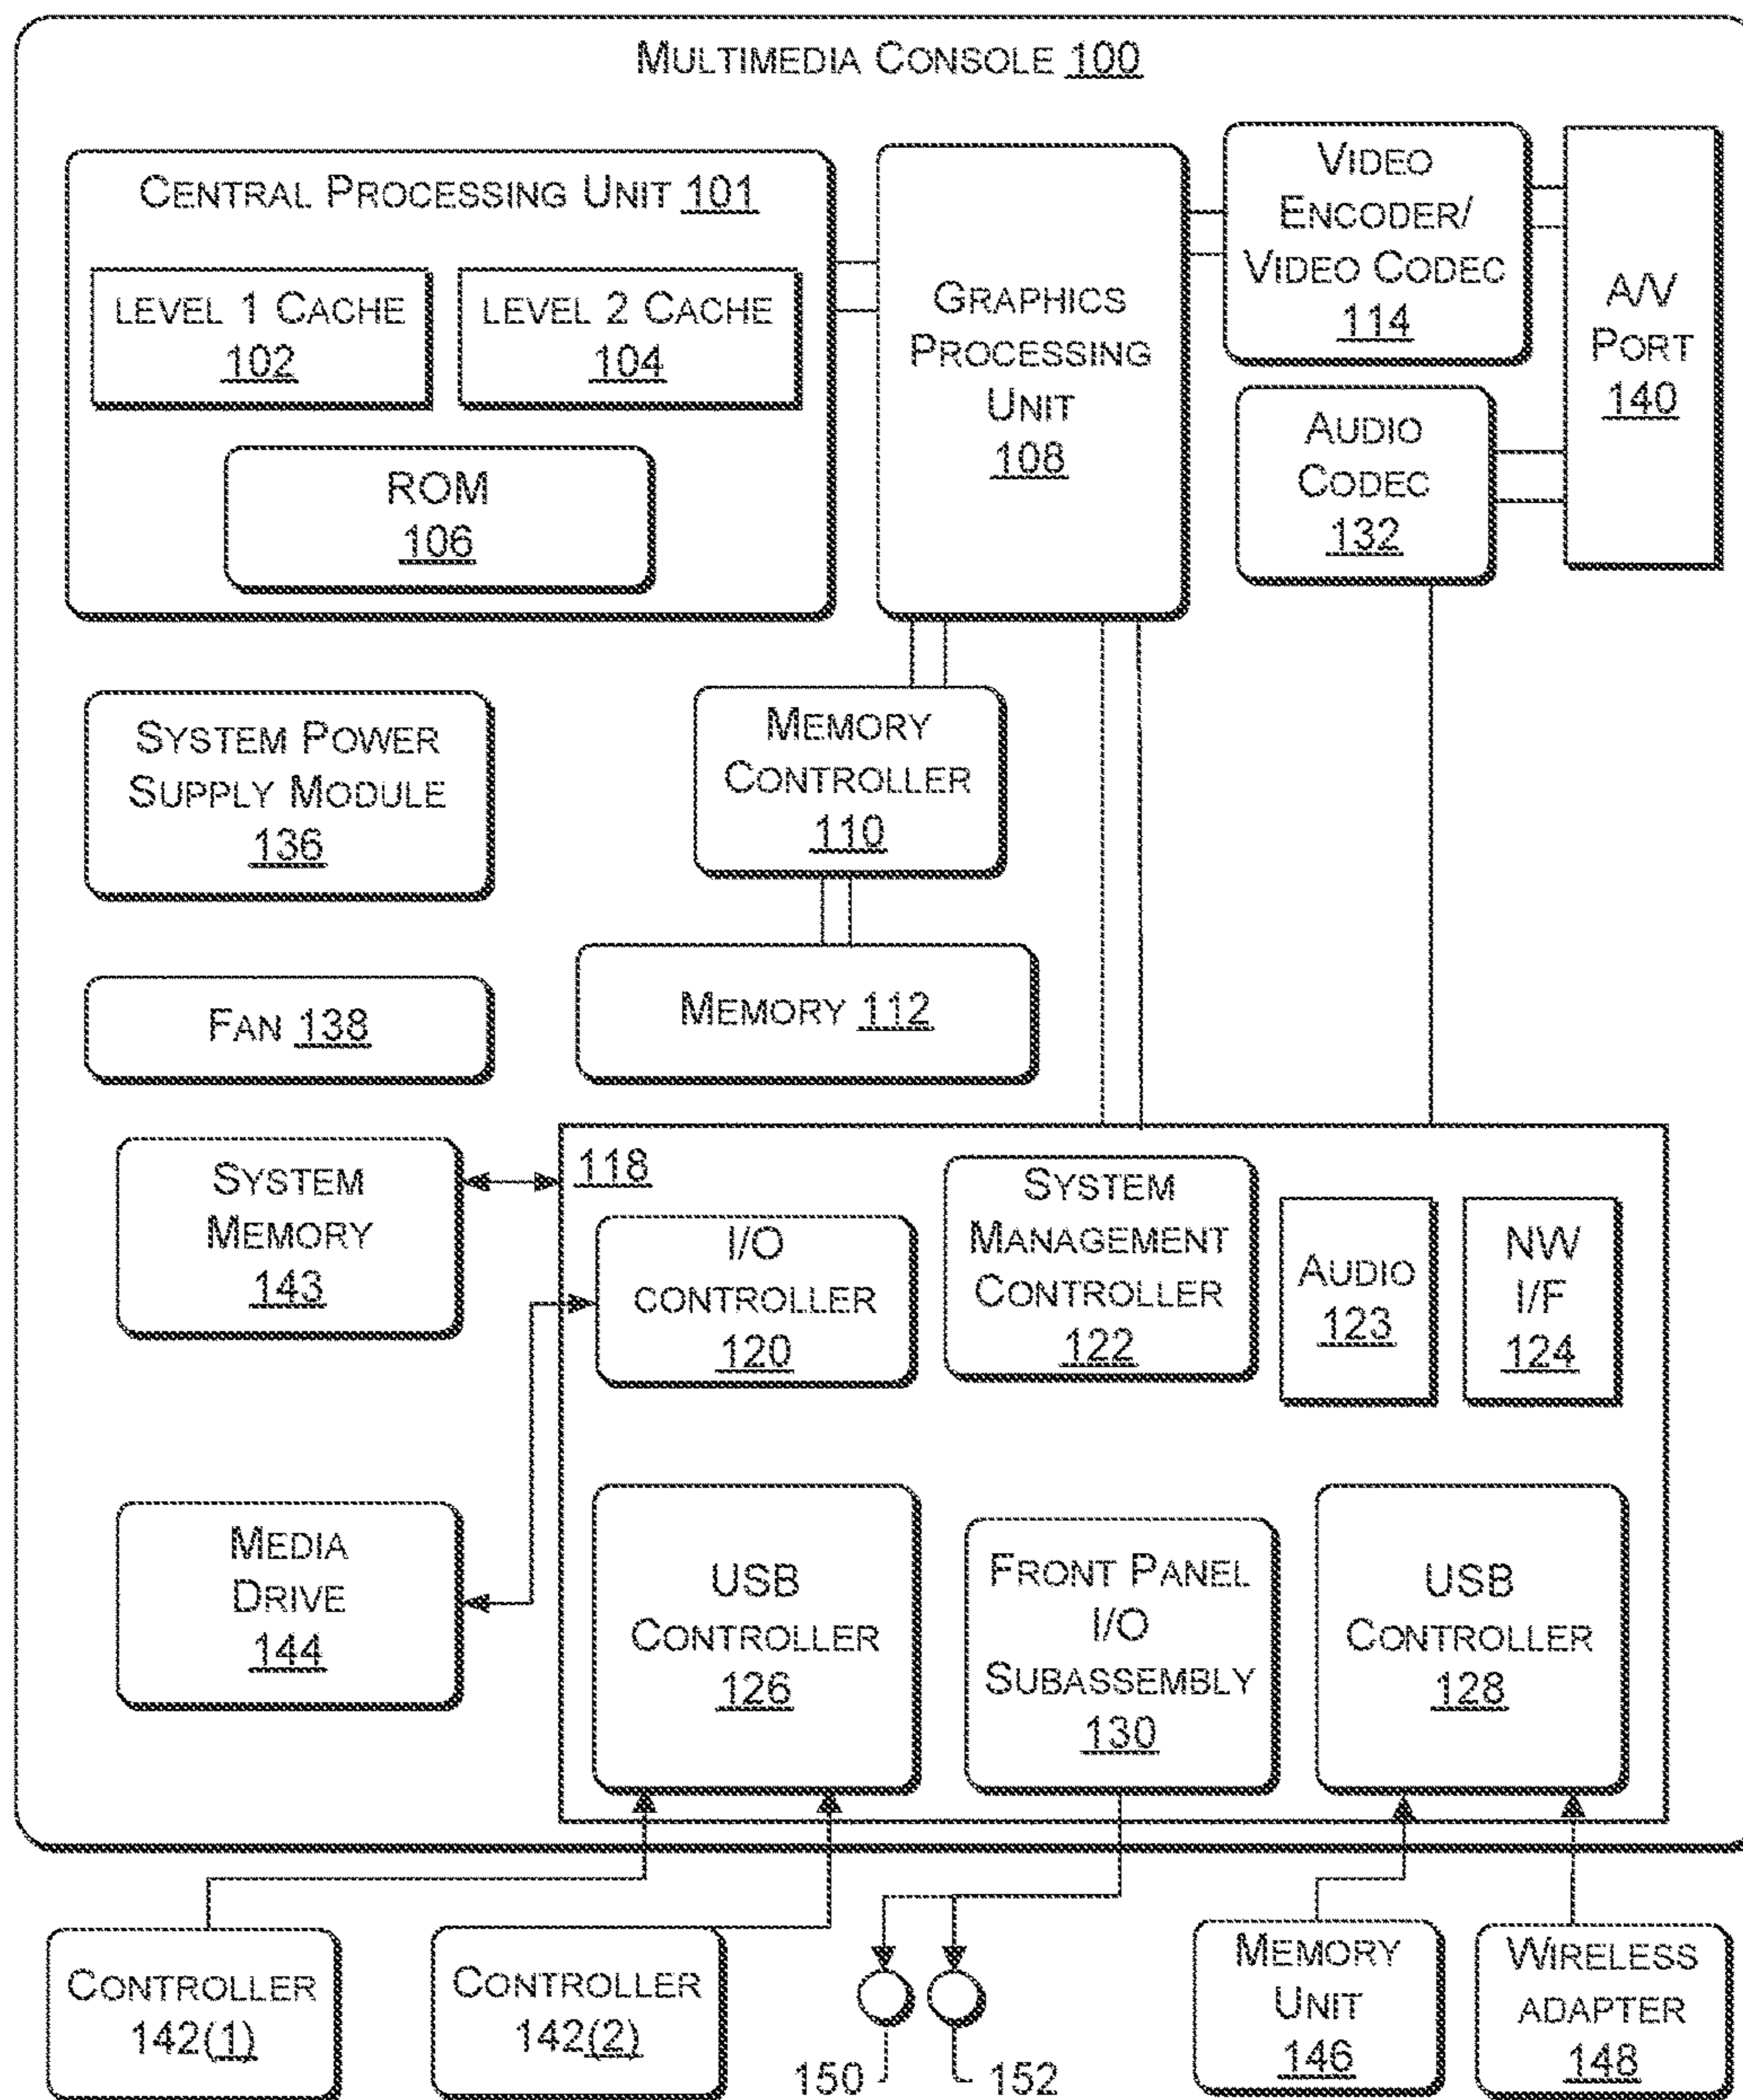 MULTIMEDIA CONSOLE 100
CENTRAL PROCESSING UNIT 101
LEVEL 1 CACHE
102
LEVEL 2 CACHE
104
ROM
106
GRAPHICS
PROCESSING
UNIT
108
VIDEO
ENCODER/
VIDEO CODEC
114
AUDIO
CODEC
132
A/V
PORT
140
SYSTEM POWER
SUPPLY MODULE
136
MEMORY
CONTROLLER
110
FAN 138
MEMORY 112
SYSTEM
MEMORY
143
118
I/O
CONTROLLER
120
SYSTEM
MANAGEMENT
CONTROLLER
122
AUDIO
123
NW
I/F
124
MEDIA
DRIVE
144
USB
CONTROLLER
126
FRONT PANEL
I/O
SUBASSEMBLY
130
USB
CONTROLLER
128
CONTROLLER
142(1)
CONTROLLER
142(2)
150
152
MEMORY
UNIT
146
WIRELESS
ADAPTER
148